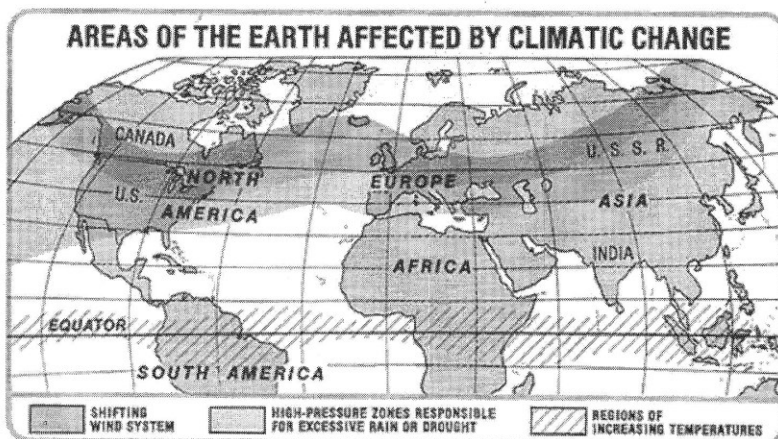 AREAS OF THE EARTH AFFECTED BY CLIMATIC CHANGE
CANADA
U.S.
NORTH
AMERICA
EUROPE
U. S. S. R.
ASIA
INDIA
AFRICA
EQUATOR
SOUTH AMERICA
SHIFTING
WIND SYSTEM
HIGH-PRESSURE ZONES RESPONSIBLE
FOR EXCESSIVE RAIN OR DROUGHT
REGIONS OF
INCREASING TEMPERATURES